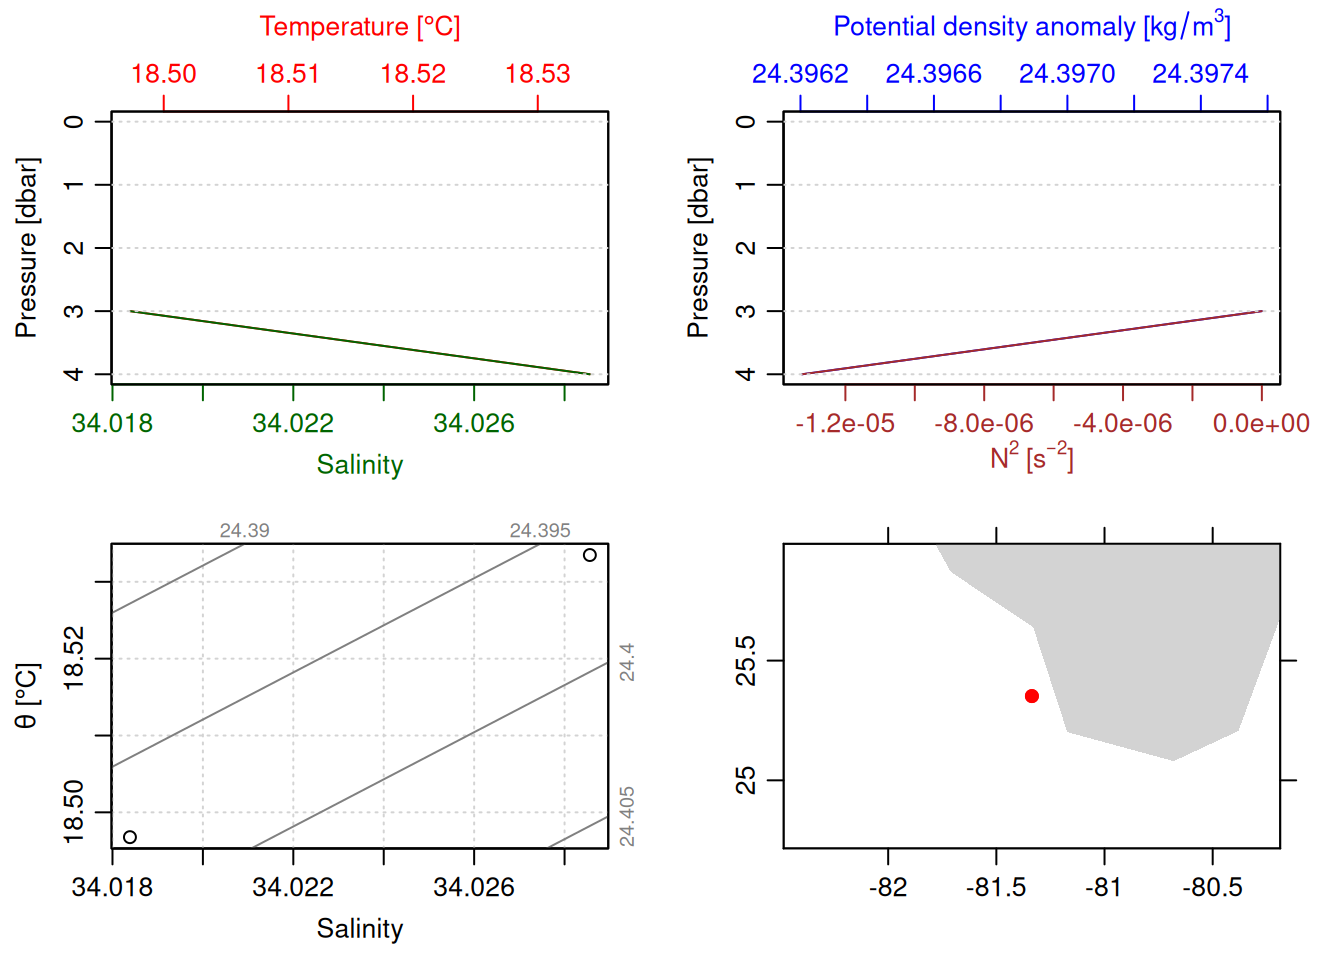 Temperature [°C]
18.50 18.51 18.52 18.53
Pressure [dbar]
0
1
2
3
4
34.018 34.022 34.026
Salinity
Potential density anomaly [kg/m³]
24.3962 24.3966 24.3970 24.3974
Pressure [dbar]
0
1
2
3
4
-1.2e-05 -8.0e-06 -4.0e-06 0.0e+00
N² [s⁻²]
24.39 24.395
θ [°C]
18.52
18.50
24.4
24.405
34.018 34.022 34.026
Salinity
25.5
25
-82 -81.5 -81 -80.5